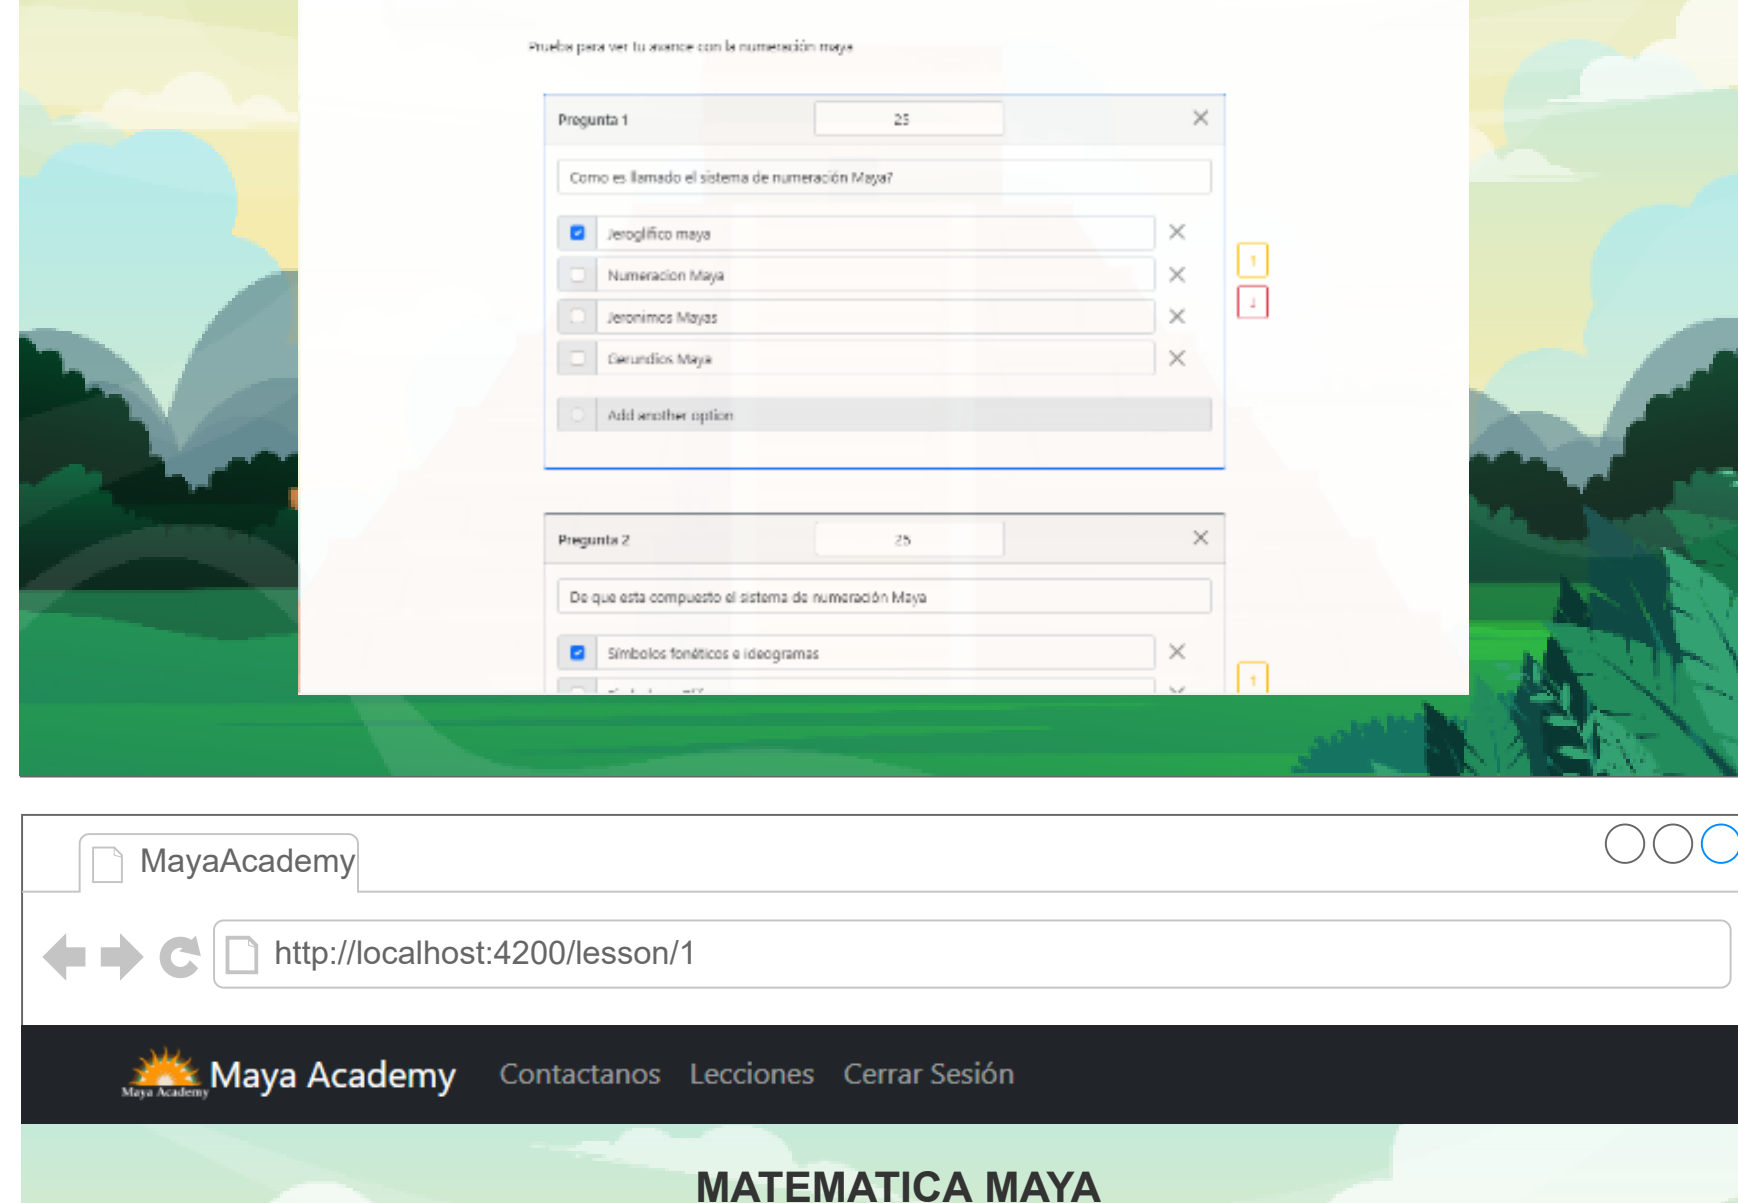 Prueba para ver tu avance con la numeración maya
Pregunta 1
25
Como es llamado el sistema de numeración Maya?
Jeroglífico maya
Numeracion Maya
Jeronimos Mayas
Gerundios Maya
Add another option
Pregunta 2
25
De que esta compuesto el sistema de numeración Maya
Símbolos fonéticos e ideogramas
MayaAcademy
http://localhost:4200/lesson/1
Maya Academy
Maya Academy Contactanos Lecciones Cerrar Sesión
MATEMATICA MAYA